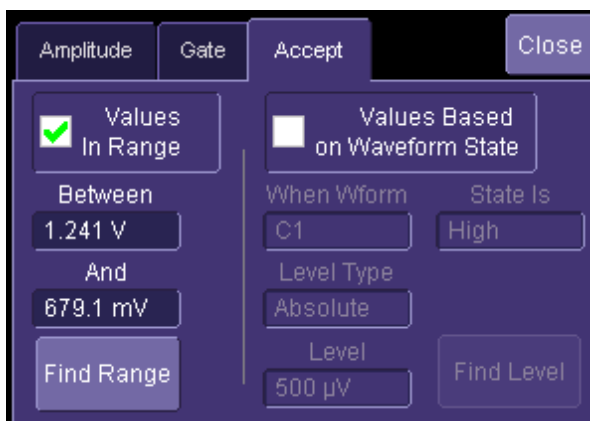 Amplitude Gate Accept Close
Values
In Range
Values Based
on Waveform State
Between
1.241 V
And
679.1 mV
Find Range
When Wform State Is
C1 High
Level Type
Absolute
Level
500 µV
Find Level